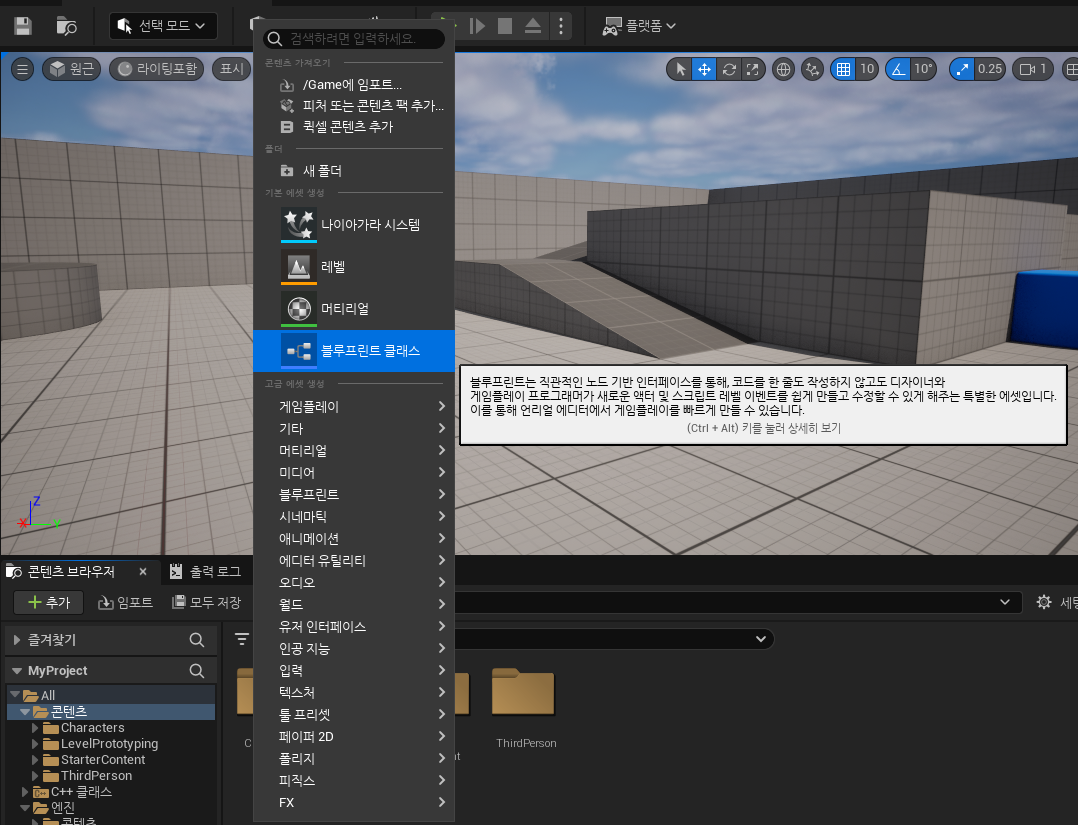 선택 모드
플랫폼
원근
라이팅포함
표시
10
10°
0.25
1
검색하려면 입력하세요.
콘텐츠 가져오기
/Game에 임포트...
피처 또는 콘텐츠 팩 추가...
퀵셀 콘텐츠 추가
폴더
새 폴더
기본 에셋 생성
나이아가라 시스템
레벨
머티리얼
블루프린트 클래스
고급 에셋 생성
게임플레이
기타
머티리얼
미디어
블루프린트
시네마틱
애니메이션
에디터 유틸리티
오디오
월드
유저 인터페이스
인공 지능
입력
텍스처
툴 프리셋
페이퍼 2D
폴리지
피직스
FX
블루프린트는 직관적인 노드 기반 인터페이스를 통해, 코드를 한 줄도 작성하지 않고도 디자이너와
게임플레이 프로그래머가 새로운 액터 및 스크립트 레벨 이벤트를 쉽게 만들고 수정할 수 있게 해주는 특별한 에셋입니다.
이를 통해 언리얼 에디터에서 게임플레이를 빠르게 만들 수 있습니다.
(Ctrl + Alt) 키를 눌러 상세히 보기
Z
X
Y
콘텐츠 브라우저
출력 로그
추가
임포트
모두 저장
즐겨찾기
MyProject
All
콘텐츠
Characters
LevelPrototyping
StarterContent
ThirdPerson
C++ 클래스
엔진
콘텐츠
ThirdPerson